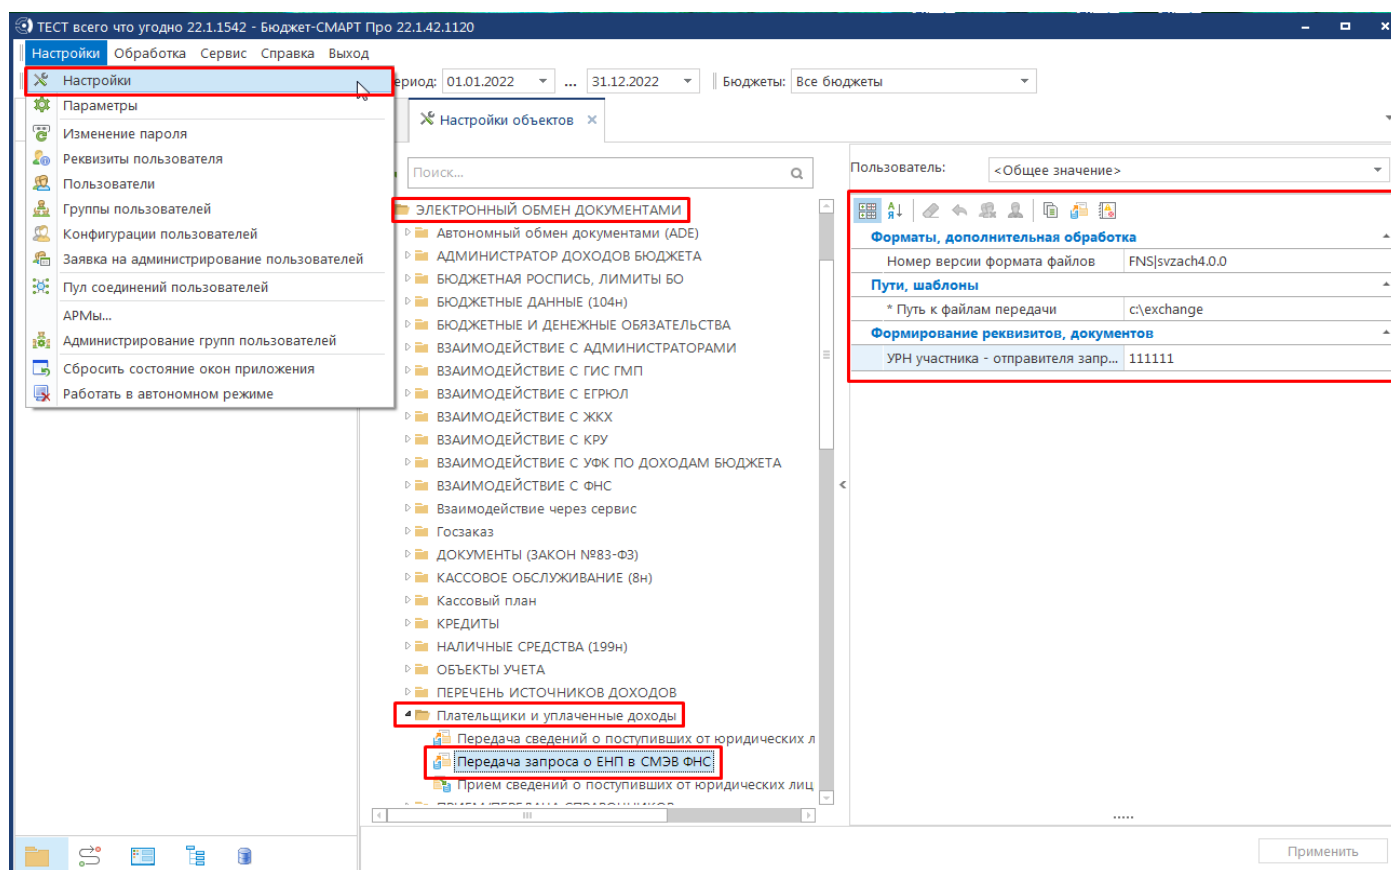 ТЕСТ всего что угодно 22.1.1542 - Бюджет-СМАРТ Про 22.1.42.1120
Настройки Обработка Сервис Справка Выход
Настройки
Параметры
Изменение пароля
Реквизиты пользователя
Пользователи
Группы пользователей
Конфигурации пользователей
Заявка на администрирование пользователей
Пул соединений пользователей
АРМы...
Администрирование групп пользователей
Сбросить состояние окон приложения
Работать в автономном режиме
ериод: 01.01.2022 ... 31.12.2022 Бюджеты: Все бюджеты
Настройки объектов
Поиск...
ЭЛЕКТРОННЫЙ ОБМЕН ДОКУМЕНТАМИ
Автономный обмен документами (ADE)
АДМИНИСТРАТОР ДОХОДОВ БЮДЖЕТА
БЮДЖЕТНАЯ РОСПИСЬ, ЛИМИТЫ БО
БЮДЖЕТНЫЕ ДАННЫЕ (104н)
БЮДЖЕТНЫЕ И ДЕНЕЖНЫЕ ОБЯЗАТЕЛЬСТВА
ВЗАИМОДЕЙСТВИЕ С АДМИНИСТРАТОРАМИ
ВЗАИМОДЕЙСТВИЕ С ГИС ГМП
ВЗАИМОДЕЙСТВИЕ С ЕГРЮЛ
ВЗАИМОДЕЙСТВИЕ С ЖКХ
ВЗАИМОДЕЙСТВИЕ С КРУ
ВЗАИМОДЕЙСТВИЕ С УФК ПО ДОХОДАМ БЮДЖЕТА
ВЗАИМОДЕЙСТВИЕ С ФНС
Взаимодействие через сервис
Госзаказ
ДОКУМЕНТЫ (ЗАКОН №83-ФЗ)
КАССОВОЕ ОБСЛУЖИВАНИЕ (8н)
Кассовый план
КРЕДИТЫ
НАЛИЧНЫЕ СРЕДСТВА (199н)
ОБЪЕКТЫ УЧЕТА
ПЕРЕЧЕНЬ ИСТОЧНИКОВ ДОХОДОВ
Плательщики и уплаченные доходы
Передача сведений о поступивших от юридических л
Передача запроса о ЕНП в СМЭВ ФНС
Прием сведений о поступивших от юридических лиц
ПРИЕМ/ПЕРЕДАЧА СПРАВОЧНИКОВ
Пользователь: <Общее значение>
Форматы, дополнительная обработка
Номер версии формата файлов FNS|svzach4.0.0
Пути, шаблоны
* Путь к файлам передачи c:\exchange
Формирование реквизитов, документов
УРН участника - отправителя запр... 111111
Применить